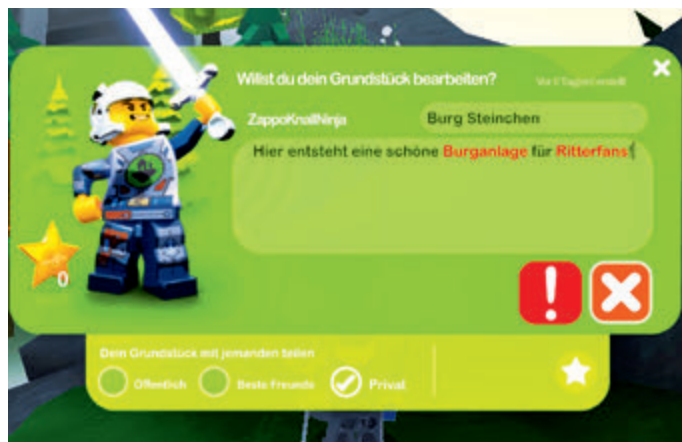 Willst du dein Grundstück bearbeiten?
ZappoKnallNinja
Burg Steinchen
Hier entsteht eine schöne Burganlage für Ritterfans!
0
Dein Grundstück mit jemanden teilen
Öffentlich Beste Freunde Privat